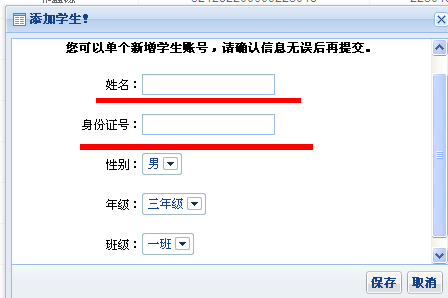 添加学生!
您可以单个新增学生账号，请确认信息无误后再提交。
姓名：
身份证号：
性别：男
年级：三年级
班级：一班
保存 取消